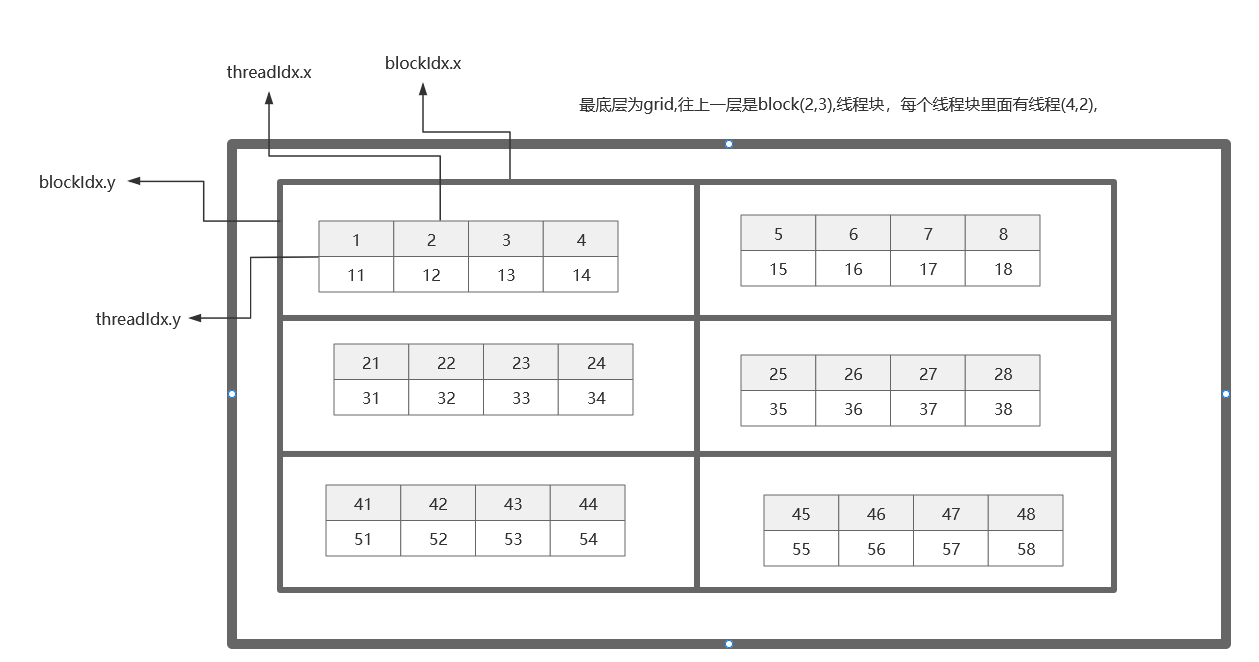 threadIdx.x
blockIdx.x
最底层为grid,往上一层是block(2,3),线程块，每个线程块里面有线程(4,2),
blockIdx.y
threadIdx.y
1 2 3 4
11 12 13 14
5 6 7 8
15 16 17 18
21 22 23 24
31 32 33 34
25 26 27 28
35 36 37 38
41 42 43 44
51 52 53 54
45 46 47 48
55 56 57 58